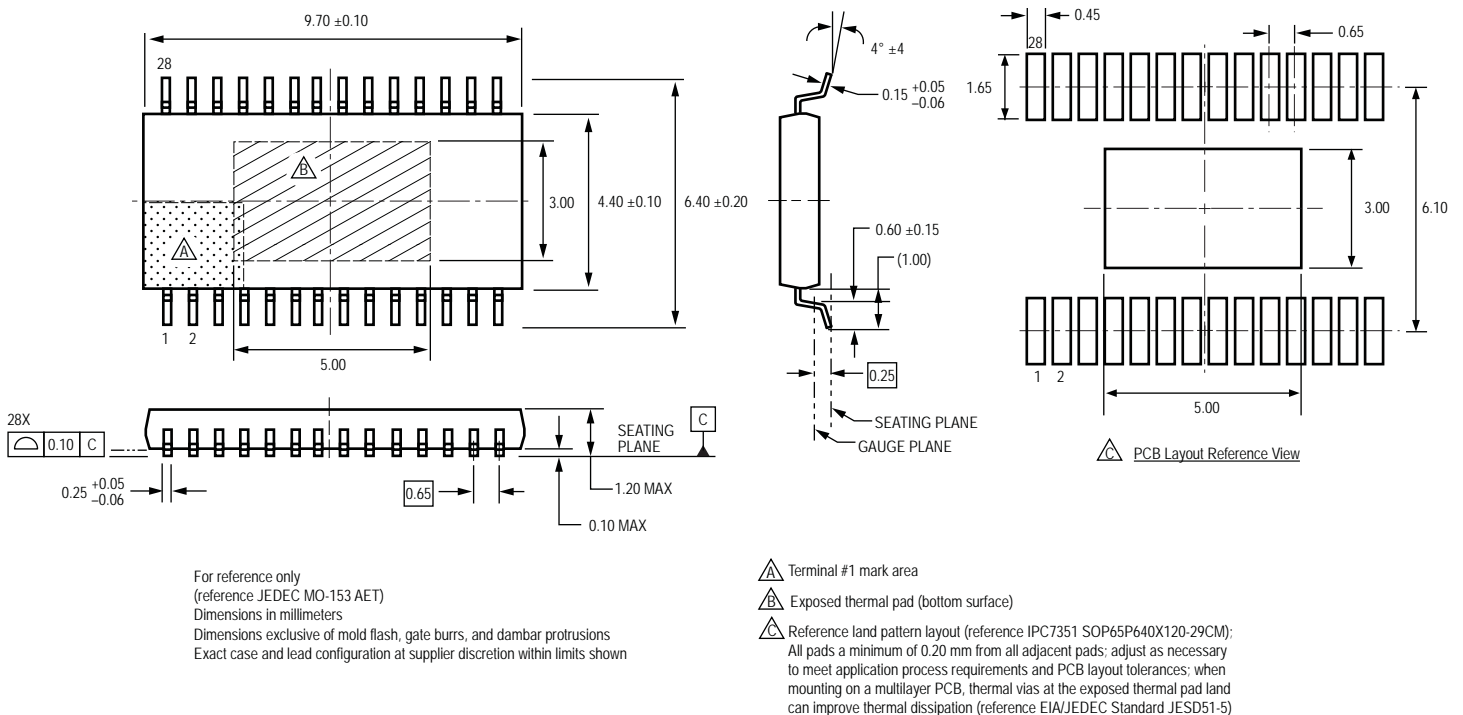 9.70 ±0.10
28
A
B
3.00
4.40 ±0.10
6.40 ±0.20
1 2
5.00
4° ±4
0.15 +0.05 –0.06
0.60 ±0.15
(1.00)
0.25
SEATING PLANE
GAUGE PLANE
0.45
0.65
28
1.65
3.00
6.10
1 2
5.00
C PCB Layout Reference View
28X
0.10 C
0.25 +0.05 –0.06
0.65
SEATING
PLANE
C
1.20 MAX
0.10 MAX
For reference only
(reference JEDEC MO-153 AET)
Dimensions in millimeters
Dimensions exclusive of mold flash, gate burrs, and dambar protrusions
Exact case and lead configuration at supplier discretion within limits shown
A Terminal #1 mark area
B Exposed thermal pad (bottom surface)
C Reference land pattern layout (reference IPC7351 SOP65P640X120-29CM);
All pads a minimum of 0.20 mm from all adjacent pads; adjust as necessary
to meet application process requirements and PCB layout tolerances; when
mounting on a multilayer PCB, thermal vias at the exposed thermal pad land
can improve thermal dissipation (reference EIA/JEDEC Standard JESD51-5)